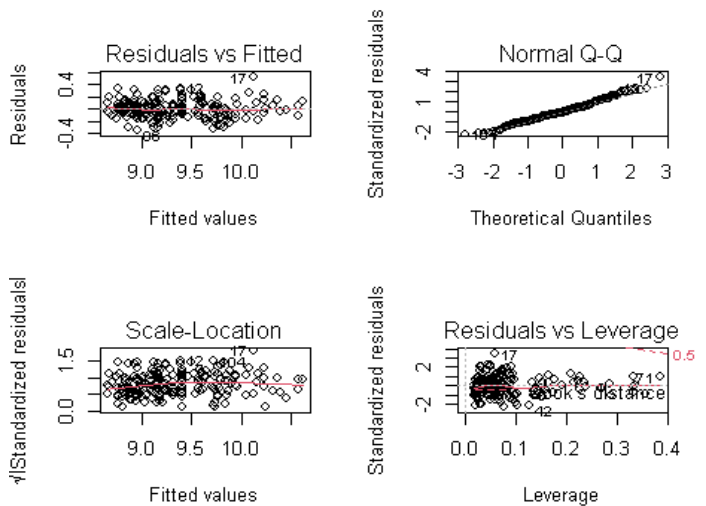 Residuals vs Fitted
Residuals
0.4
-0.4
17
9.0 9.5 10.0
Fitted values
Normal Q-Q
Standardized residuals
4
1
-2
17
-3 -2 -1 0 1 2 3
Theoretical Quantiles
Scale-Location
√|Standardized residuals|
1.5
0.0
17
104
9.0 9.5 10.0
Fitted values
Residuals vs Leverage
Standardized residuals
2
-2
17
71
42
Cook's distance
0.5
0.0 0.1 0.2 0.3 0.4
Leverage